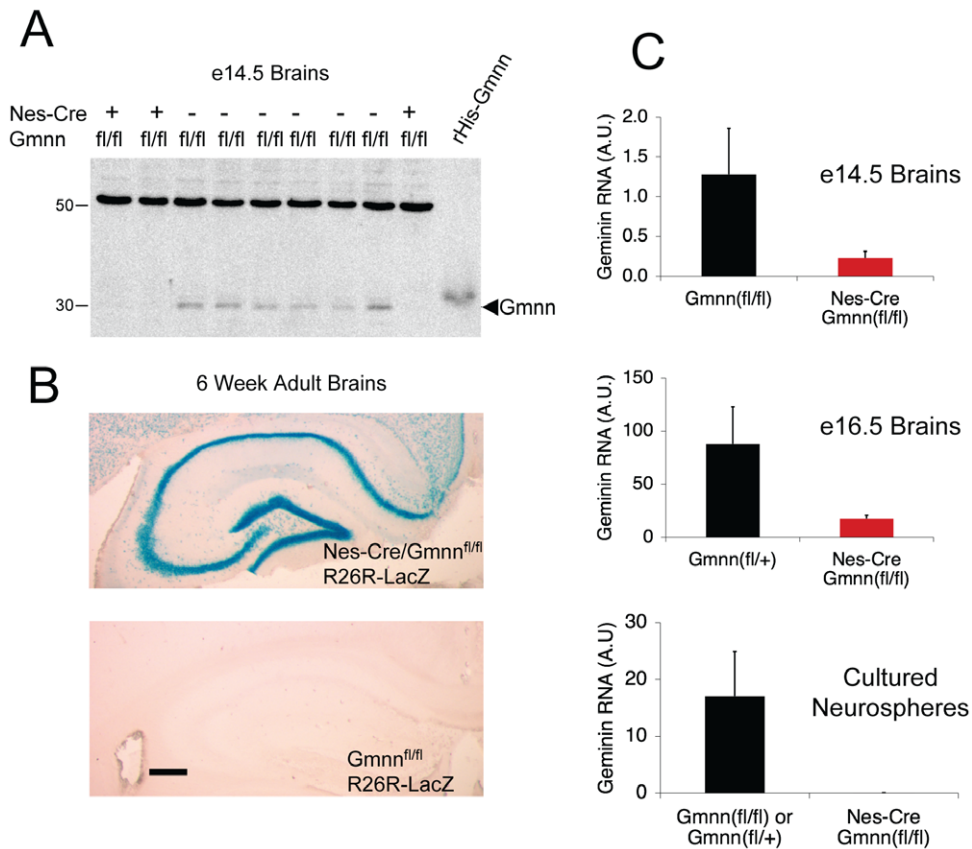 A
e14.5 Brains
rHis-Gmnn
Nes-Cre + + - - - - - - +
Gmnn fl/fl fl/fl fl/fl fl/fl fl/fl fl/fl fl/fl fl/fl fl/fl
50
30
Gmnn
B
6 Week Adult Brains
Nes-Cre/Gmnn^fl/fl
R26R-LacZ
Gmnn^fl/fl
R26R-LacZ
C
Geminin RNA (A.U.)
2.0
1.5
1.0
0.5
0.0
e14.5 Brains
Gmnn(fl/fl)
Nes-Cre
Gmnn(fl/fl)
Geminin RNA (A.U.)
150
100
50
0
e16.5 Brains
Gmnn(fl/+)
Nes-Cre
Gmnn(fl/fl)
Geminin RNA (A.U)
30
20
10
0
Cultured
Neurospheres
Gmnn(fl/fl) or
Gmnn(fl/+)
Nes-Cre
Gmnn(fl/fl)